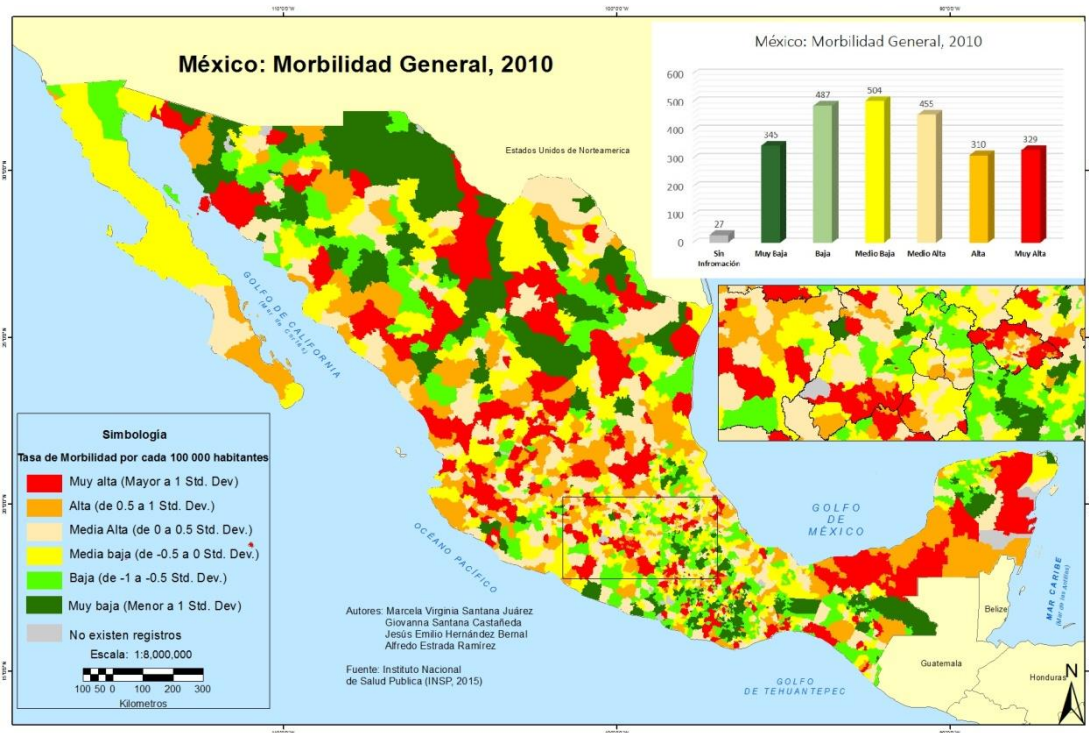 México: Morbilidad General, 2010
México: Morbilidad General, 2010
600
500
400
300
200
100
0
27
345
487
504
455
310
329
Sin Infromación
Muy Baja
Baja
Medio Baja
Medio Alta
Alta
Muy Alta
Estados Unidos de Norteamerica
GOLFO DE CALIFORNIA
(Mar de Cortés)
Simbología
Tasa de Morbilidad por cada 100 000 habitantes
Muy alta (Mayor a 1 Std. Dev)
Alta (de 0.5 a 1 Std. Dev.)
Media Alta (de 0 a 0.5 Std. Dev.)
Media baja (de -0.5 a 0 Std. Dev.)
Baja (de -1 a -0.5 Std. Dev.)
Muy baja (Menor a 1 Std. Dev)
No existen registros
Escala: 1:8,000,000
100 50 0 100 200 300
Kilometros
OCÉANO PACÍFICO
GOLFO
DE
MÉXICO
MAR CARIBE
(Mar de las Antillas)
Belize
Guatemala
Honduras
GOLFO
DE TEHUANTEPEC
N
Autores: Marcela Virginia Santana Juárez
Giovanna Santana Castañeda
Jesús Emilio Hernández Bernal
Alfredo Estrada Ramírez
Fuente: Instituto Nacional
de Salud Publica (INSP, 2015)